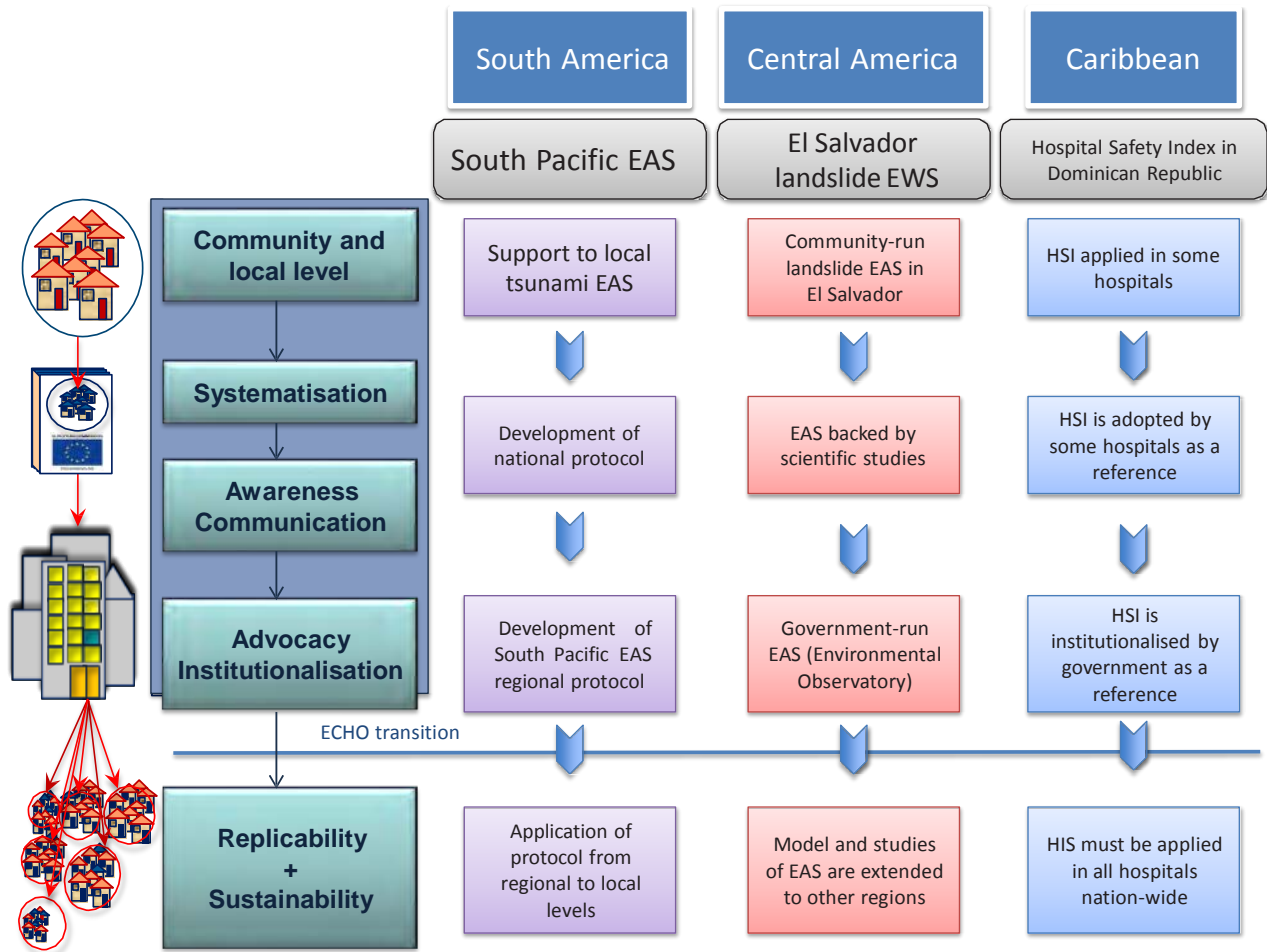 South America
Central America
Caribbean
South Pacific EAS
El Salvador
landslide EWS
Hospital Safety Index in
Dominican Republic
Community and
local level
Support to local
tsunami EAS
Community-run
landslide EAS in
El Salvador
HSI applied in some
hospitals
Systematisation
Development of
national protocol
EAS backed by
scientific studies
HSI is adopted by
some hospitals as a
reference
Awareness
Communication
Advocacy
Institutionalisation
Development of
South Pacific EAS
regional protocol
Government-run
EAS (Environmental
Observatory)
HSI is
institutionalised by
government as a
reference
ECHO transition
Replicability
+
Sustainability
Application of
protocol from
regional to local
levels
Model and studies
of EAS are extended
to other regions
HIS must be applied
in all hospitals
nation-wide